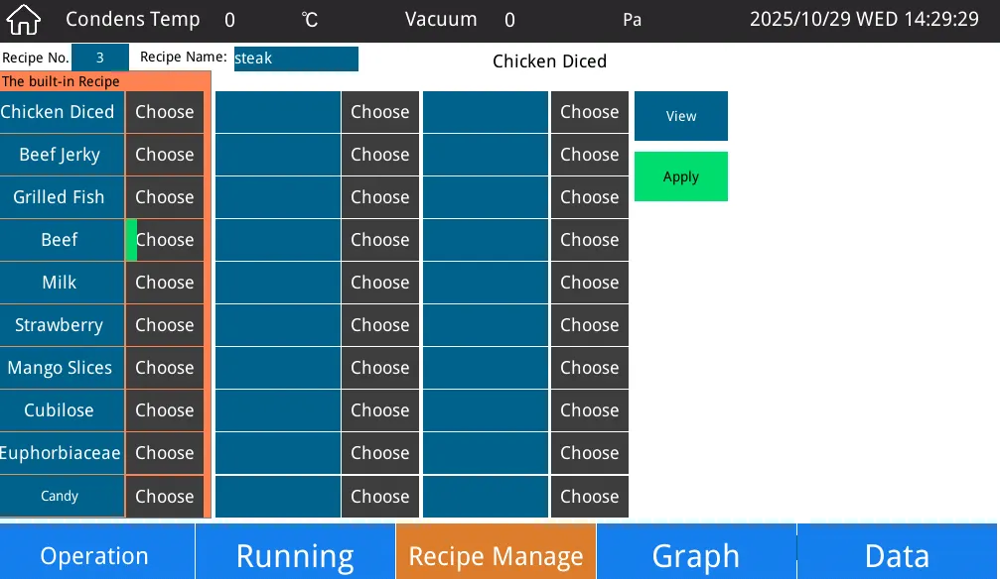 Condens Temp 0 ℃ Vacuum 0 Pa 2025/10/29 WED 14:29:29
Recipe No. 3 Recipe Name: steak Chicken Diced
The built-in Recipe
Chicken Diced Choose Choose Choose View
Beef Jerky Choose Choose Choose Apply
Grilled Fish Choose Choose Choose
Beef Choose Choose Choose
Milk Choose Choose Choose
Strawberry Choose Choose Choose
Mango Slices Choose Choose Choose
Cubilose Choose Choose Choose
Euphorbiaceae Choose Choose Choose
Candy Choose Choose Choose
Operation Running Recipe Manage Graph Data